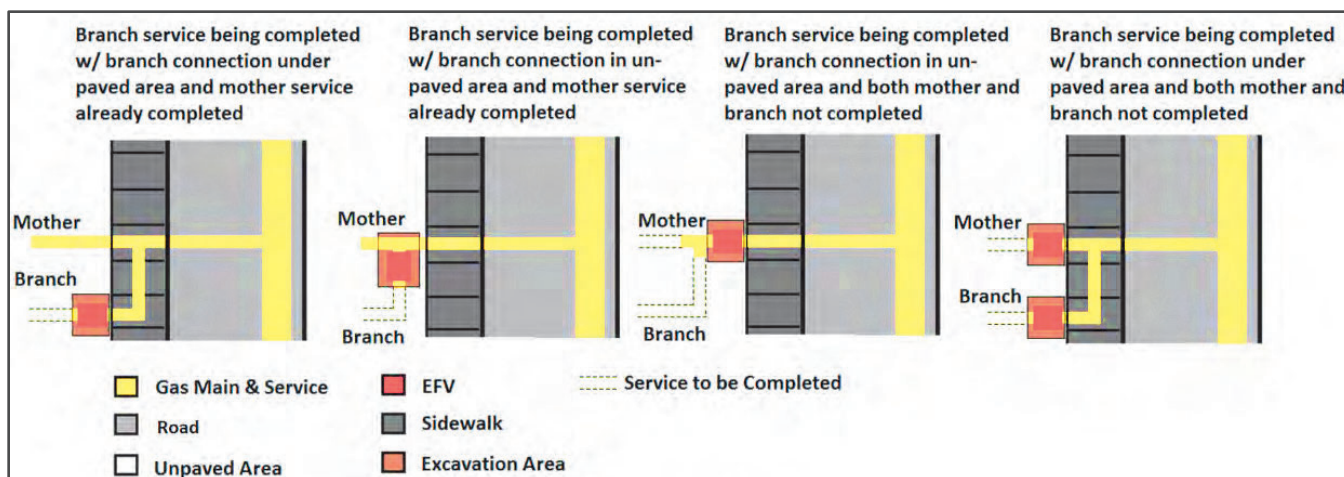 Branch service being completed
w/ branch connection under
paved area and mother service
already completed
Branch service being completed
w/ branch connection in un-
paved area and mother service
already completed
Branch service being completed
w/ branch connection in un-
paved area and both mother and
branch not completed
Branch service being completed
w/ branch connection under
paved area and both mother and
branch not completed
Mother
Branch
Mother
Branch
Mother
Branch
Mother
Branch
Gas Main & Service
EFV
Service to be Completed
Road
Sidewalk
Unpaved Area
Excavation Area